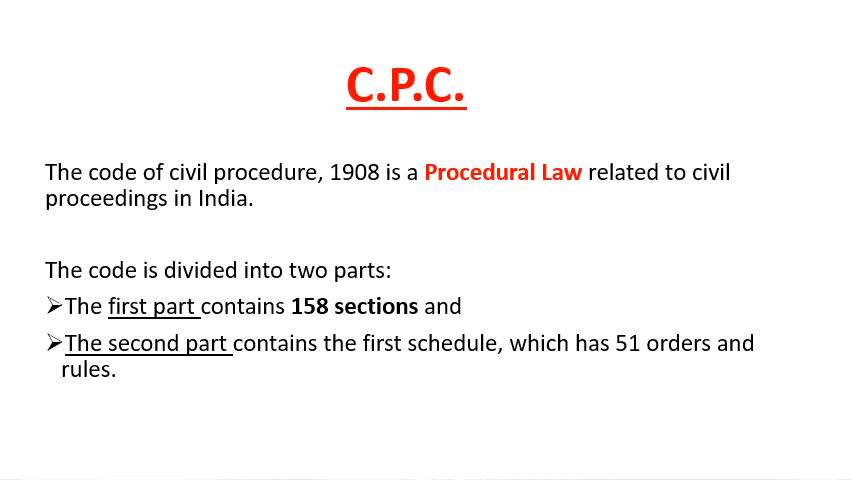 C.P.C.
The code of civil procedure, 1908 is a Procedural Law related to civil
proceedings in India.
The code is divided into two parts:
➢The first part contains 158 sections and
➢The second part contains the first schedule, which has 51 orders and
rules.